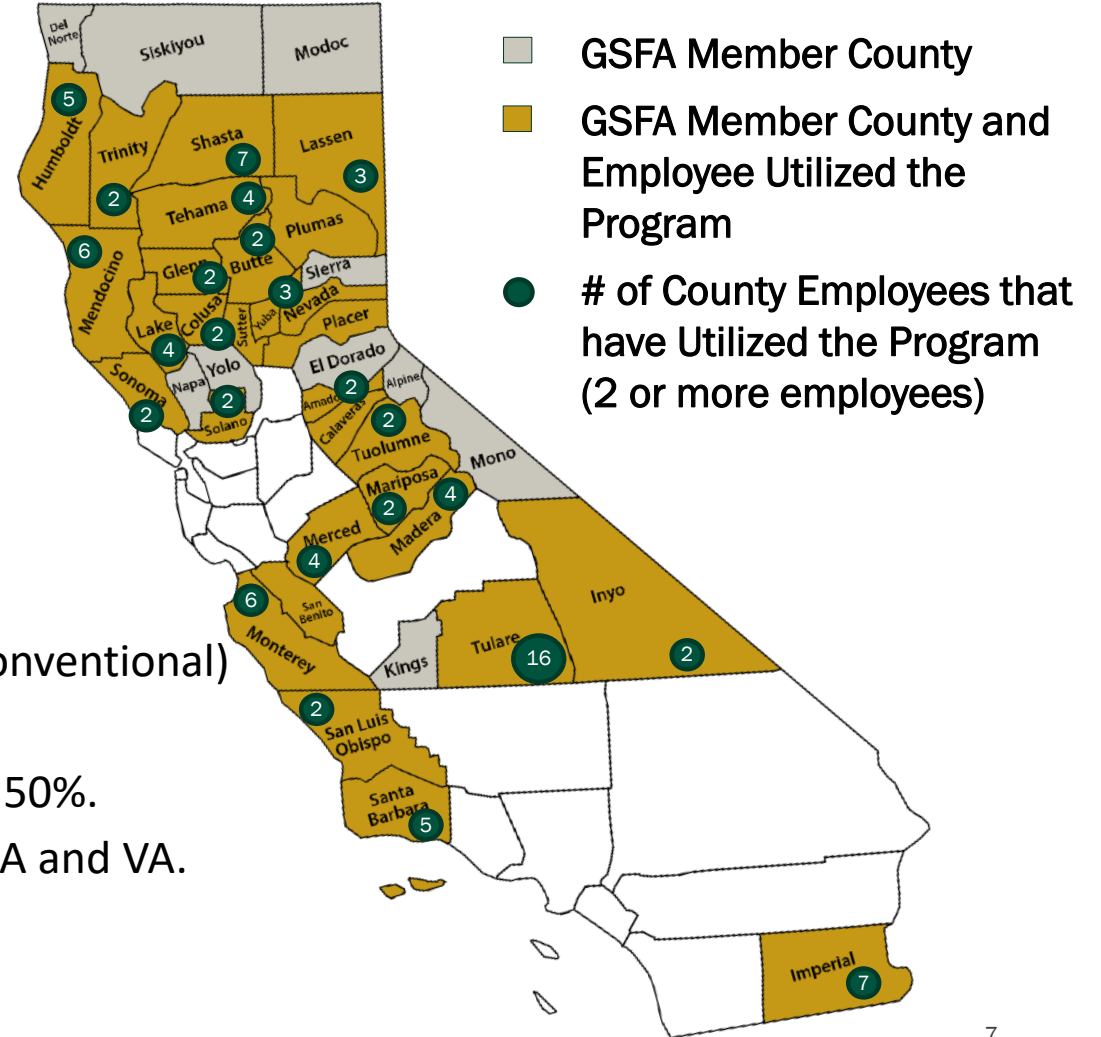 GSFA Member County
GSFA Member County and
Employee Utilized the
Program
# of County Employees that
have Utilized the Program
(2 or more employees)
Del
Norte
Siskiyou
Modoc
5
Humboldt
Trinity
2
Shasta
7
Lassen
3
Tehama
4
Plumas
2
Butte
Glenn
2
6
Mendocino
Sierra
3
Nevada
Yuba
Sutter
Colusa
2
Lake
4
Placer
El Dorado
2
Yolo
Napa
2
Solano
Sonoma
2
Alpine
Calaveras
2
Tuolumne
Mono
Mariposa
2
4
Madera
Merced
4
6
San
Benito
Monterey
Inyo
2
Tulare
16
Kings
onventional)
2
San Luis
Obispo
50%.
Santa
Barbara
5
A and VA.
Imperial
7
7